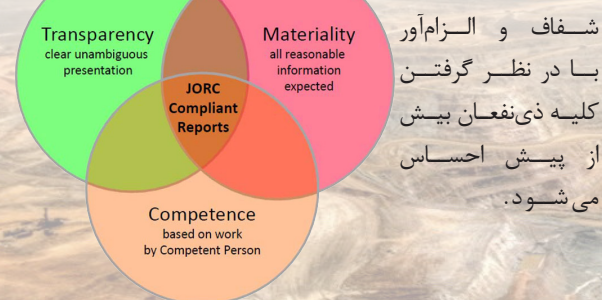 Transparency
clear unambiguous
presentation
Materiality
all reasonable
information
expected
JORC
Compliant
Reports
Competence
based on work
by Competent Person
شفاف و الزام‌آور
با در نظر گرفتن
کلیه ذی‌نفعان بیش
از پیش احساس
می‌شود.